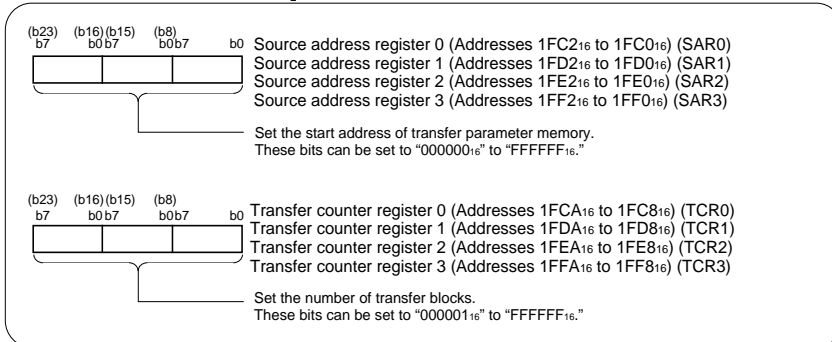 (b23) (b16)(b15) (b8)
b7 b0 b7 b0 b7 b0
Source address register 0 (Addresses 1FC2₁₆ to 1FC0₁₆) (SAR0)
Source address register 1 (Addresses 1FD2₁₆ to 1FD0₁₆) (SAR1)
Source address register 2 (Addresses 1FE2₁₆ to 1FE0₁₆) (SAR2)
Source address register 3 (Addresses 1FF2₁₆ to 1FF0₁₆) (SAR3)
Set the start address of transfer parameter memory.
These bits can be set to “000000₁₆” to “FFFFFF₁₆.”
(b23) (b16)(b15) (b8)
b7 b0 b7 b0 b7 b0
Transfer counter register 0 (Addresses 1FCA₁₆ to 1FC8₁₆) (TCR0)
Transfer counter register 1 (Addresses 1FDA₁₆ to 1FD8₁₆) (TCR1)
Transfer counter register 2 (Addresses 1FEA₁₆ to 1FE8₁₆) (TCR2)
Transfer counter register 3 (Addresses 1FFA₁₆ to 1FF8₁₆) (TCR3)
Set the number of transfer blocks.
These bits can be set to “000001₁₆” to “FFFFFF₁₆.”